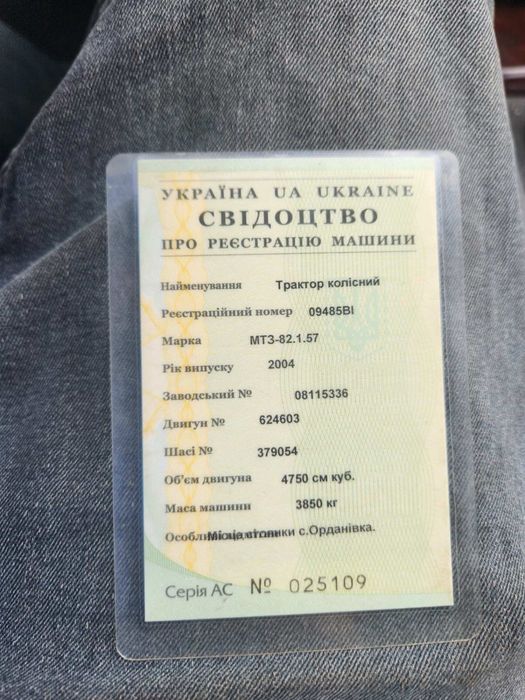 УКРАЇНА UA UKRAINE
СВІДОЦТВО
ПРО РЕЄСТРАЦІЮ МАШИНИ
Найменування Трактор колісний
Реєстраційний номер 09485ВІ
Марка МТЗ-82.1.57
Рік випуску 2004
Заводський № 08115336
Двигун № 624603
Шасі № 379054
Об'єм двигуна 4750 см куб.
Маса машини 3850 кг
с.Орданівка.
Серія АС № 025109